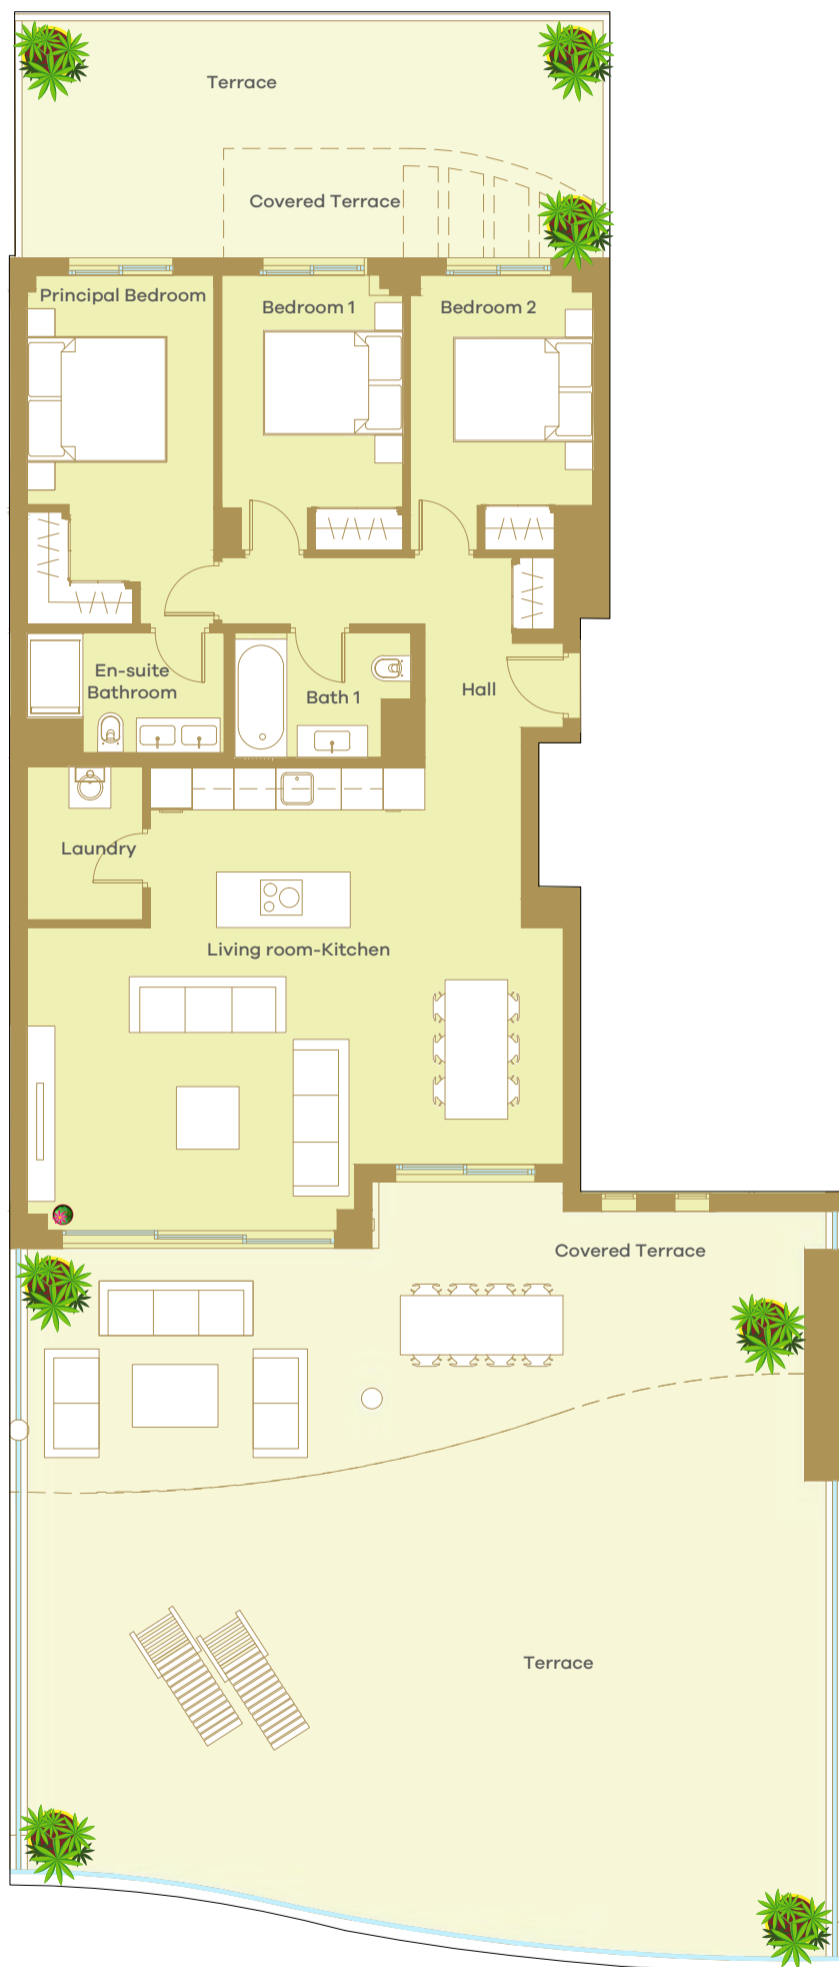 Terrace
Covered Terrace
Principal Bedroom
Bedroom 1
Bedroom 2
En-suite
Bathroom
Bath 1
Hall
Laundry
Living room-Kitchen
Covered Terrace
Terrace